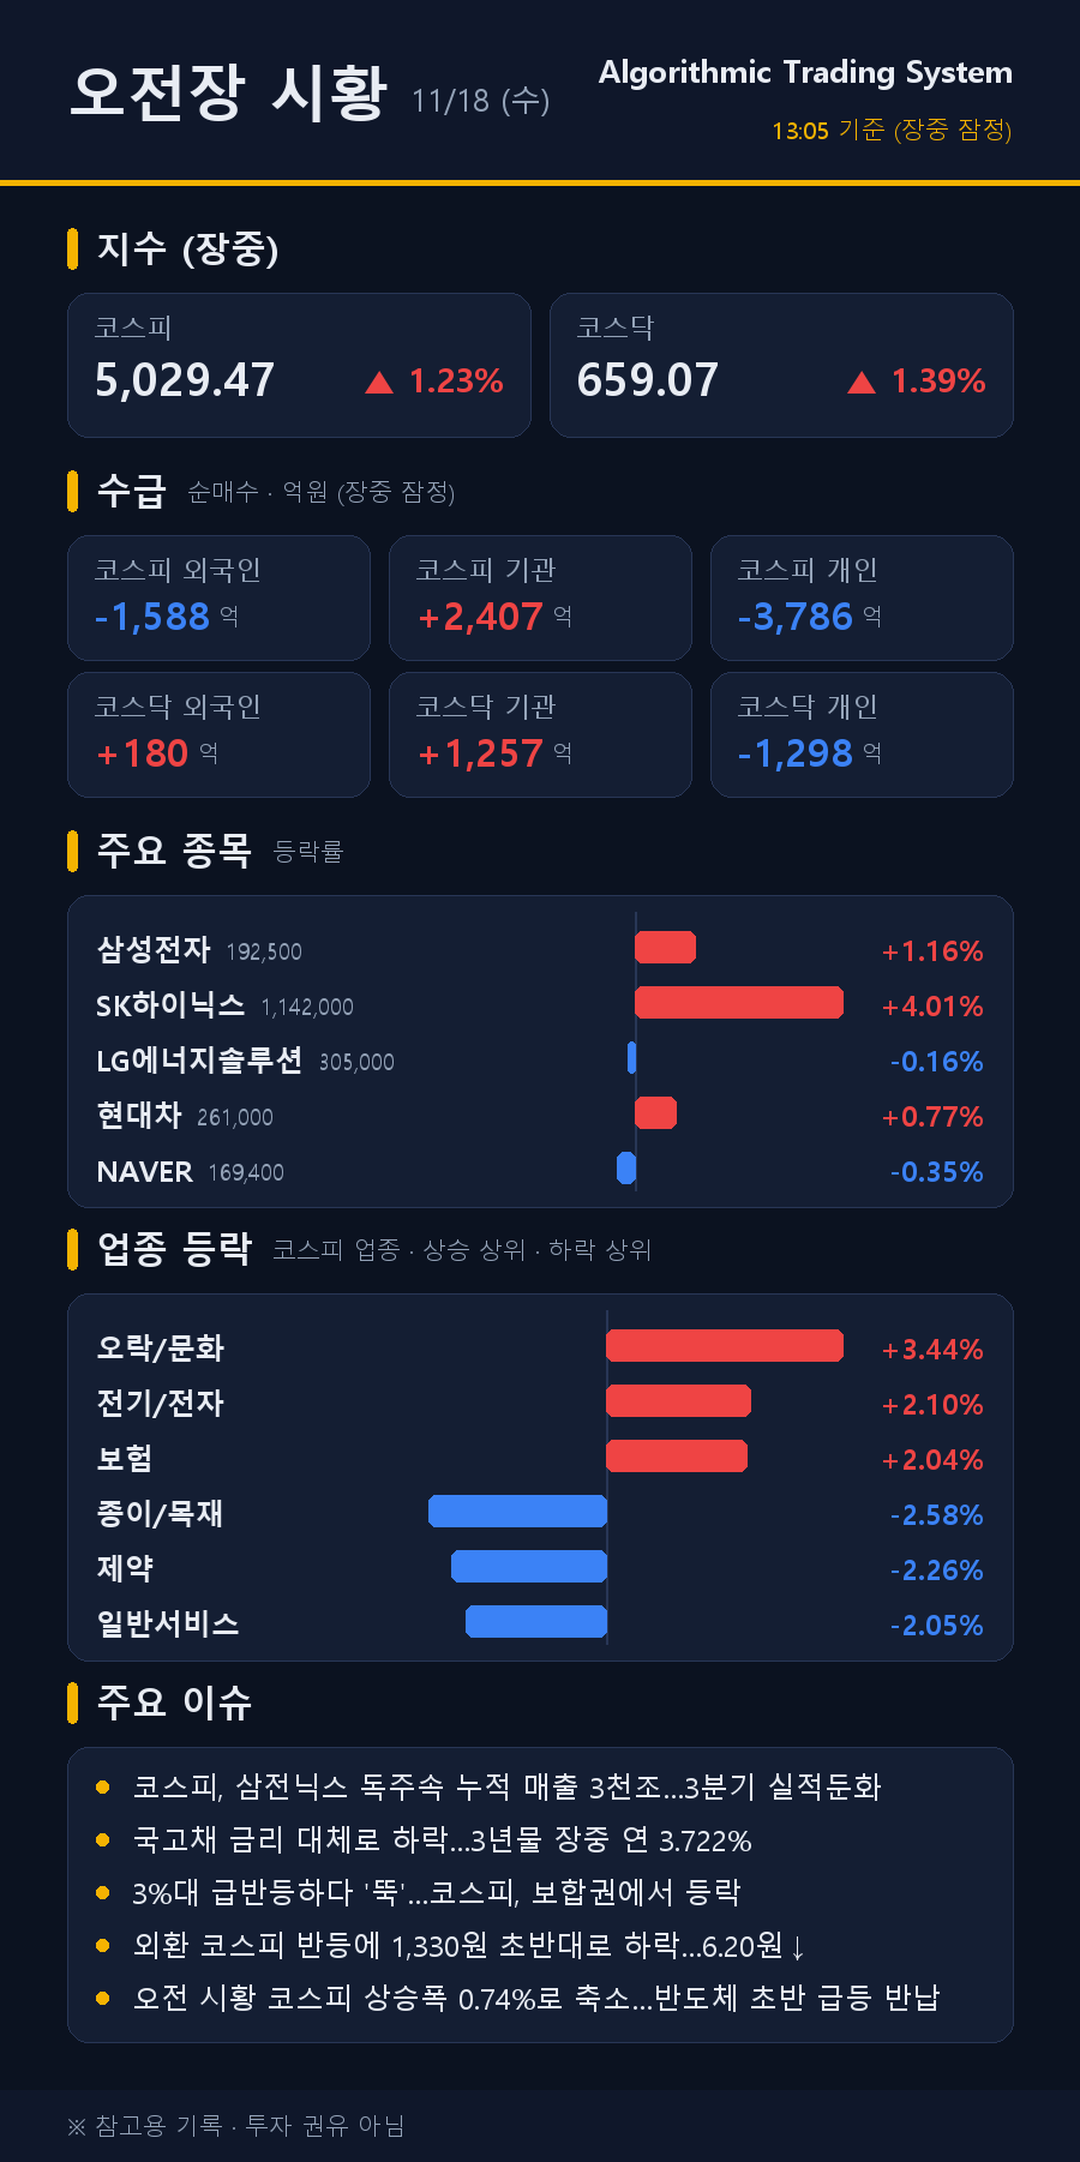 오전장 시황 11/18 (수)
Algorithmic Trading System
13:05 기준 (장중 잠정)
지수 (장중)
코스피
5,029.47 ▲ 1.23%
코스닥
659.07 ▲ 1.39%
수급 순매수 · 억원 (장중 잠정)
코스피 외국인
-1,588 억
코스피 기관
+2,407 억
코스피 개인
-3,786 억
코스닥 외국인
+180 억
코스닥 기관
+1,257 억
코스닥 개인
-1,298 억
주요 종목 등락률
삼성전자 192,500 +1.16%
SK하이닉스 1,142,000 +4.01%
LG에너지솔루션 305,000 -0.16%
현대차 261,000 +0.77%
NAVER 169,400 -0.35%
업종 등락 코스피 업종 · 상승 상위 · 하락 상위
오락/문화 +3.44%
전기/전자 +2.10%
보험 +2.04%
종이/목재 -2.58%
제약 -2.26%
일반서비스 -2.05%
주요 이슈
코스피, 삼전닉스 독주속 누적 매출 3천조...3분기 실적둔화
국고채 금리 대체로 하락...3년물 장중 연 3.722%
3%대 급반등하다 '뚝'...코스피, 보합권에서 등락
외환 코스피 반등에 1,330원 초반대로 하락...6.20원↓
오전 시황 코스피 상승폭 0.74%로 축소...반도체 초반 급등 반납
※ 참고용 기록 · 투자 권유 아님